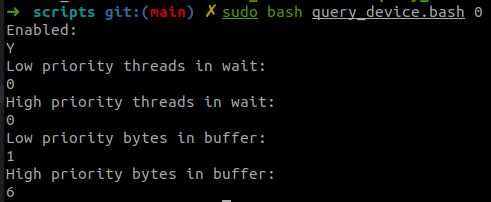 ➜ scripts git:(main) ✗ sudo bash query_device.bash 0
Enabled:
Y
Low priority threads in wait:
0
High priority threads in wait:
0
Low priority bytes in buffer:
1
High priority bytes in buffer:
6